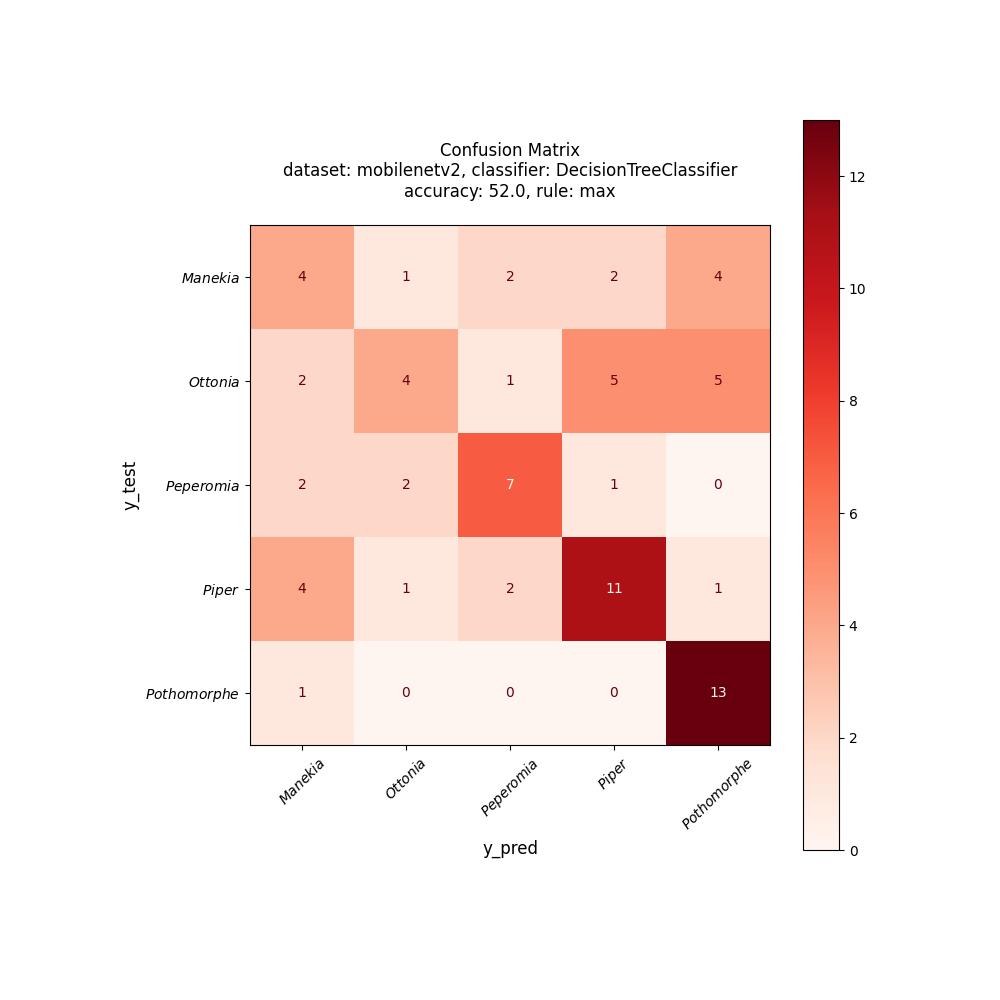 Confusion Matrix
dataset: mobilenetv2, classifier: DecisionTreeClassifier
accuracy: 52.0, rule: max
y_test
Manekia 4 1 2 2 4
Ottonia 2 4 1 5 5
Peperomia 2 2 7 1 0
Piper 4 1 2 11 1
Pothomorphe 1 0 0 0 13
Manekia Ottonia Peperomia Piper Pothomorphe
y_pred
12
10
8
6
4
2
0